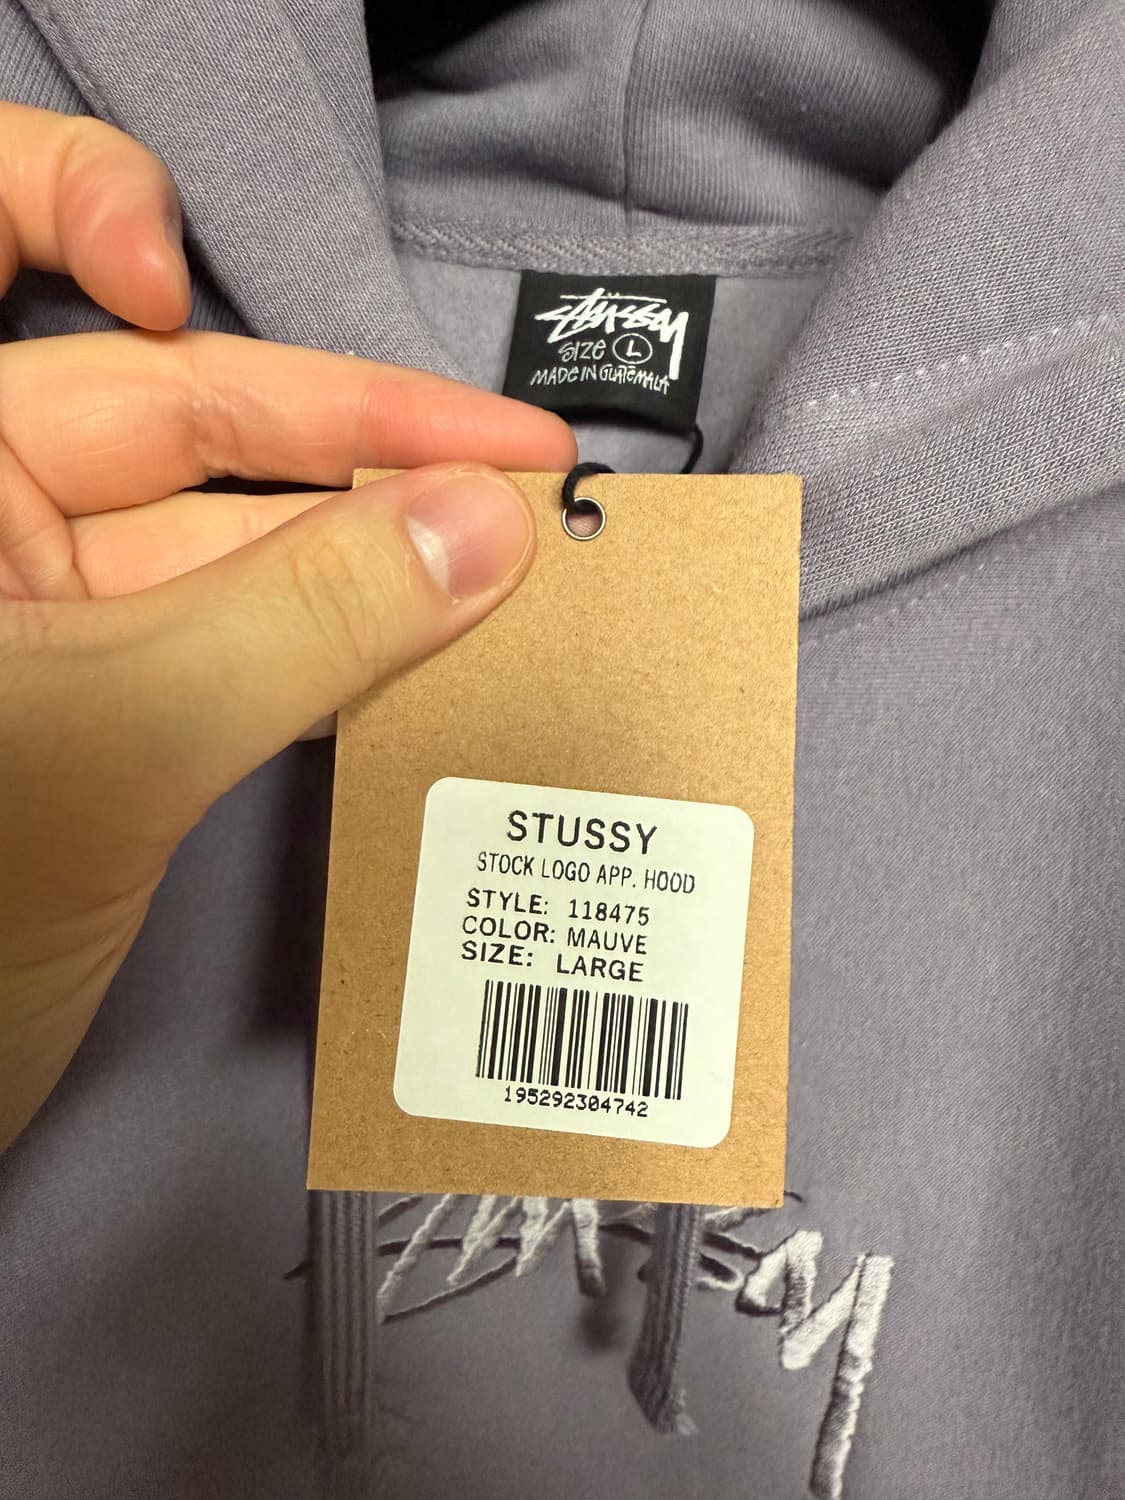 STÜSSY
SIZE L
MADE IN GUATEMALA
STUSSY
STOCK LOGO APP. HOOD
STYLE: 118475
COLOR: MAUVE
SIZE: LARGE
195292304742